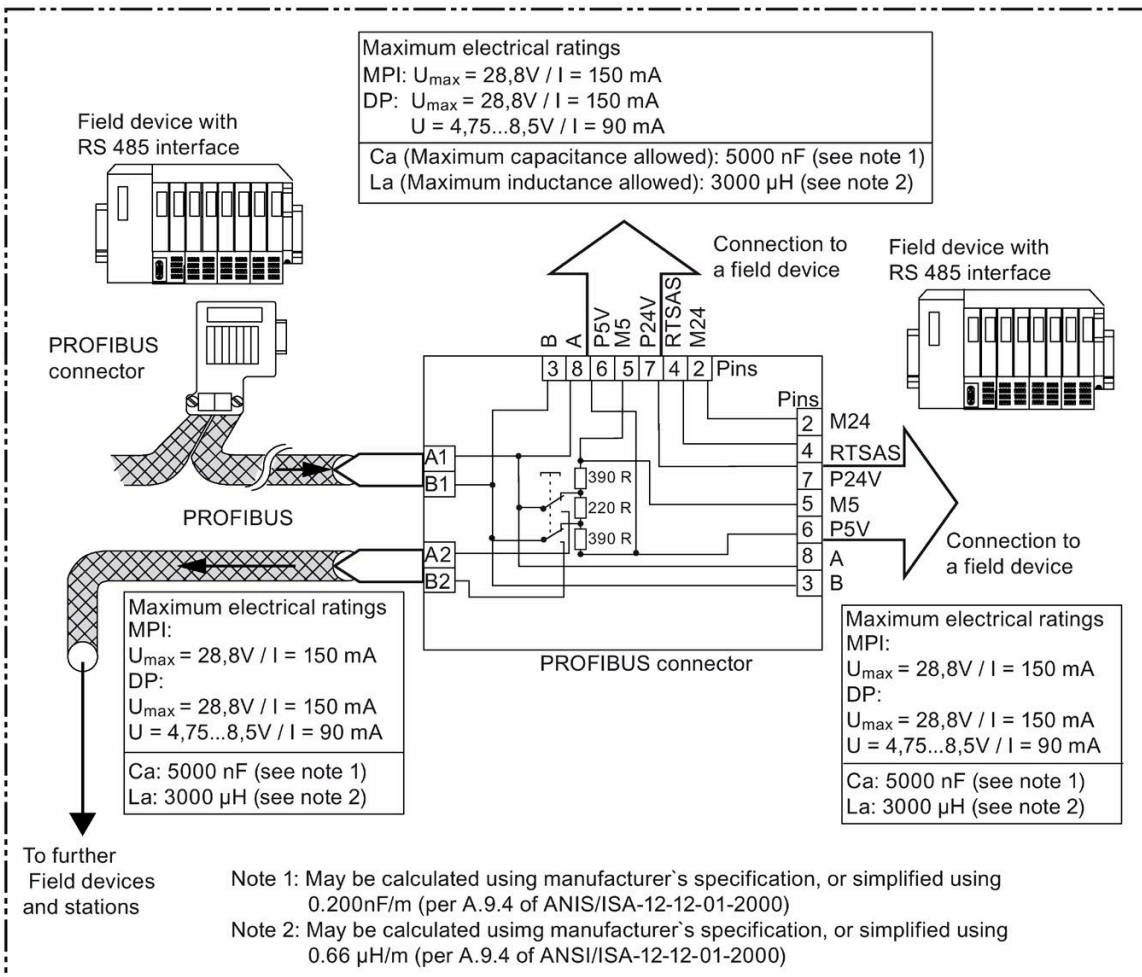 Maximum electrical ratings
MPI: Umax = 28,8V / I = 150 mA
DP: Umax = 28,8V / I = 150 mA
U = 4,75...8,5V / I = 90 mA
Ca (Maximum capacitance allowed): 5000 nF (see note 1)
La (Maximum inductance allowed): 3000 µH (see note 2)
Field device with
RS 485 interface
Connection to
a field device
Field device with
RS 485 interface
PROFIBUS
connector
B
A
P5V
M5
P24V
RTSAS
M24
3 8 6 5 7 4 2 Pins
Pins
2 M24
4 RTSAS
7 P24V
5 M5
6 P5V
8 A
3 B
A1
B1
390 R
220 R
390 R
PROFIBUS
A2
B2
Connection to
a field device
PROFIBUS connector
Maximum electrical ratings
MPI:
Umax = 28,8V / I = 150 mA
DP:
Umax = 28,8V / I = 150 mA
U = 4,75...8,5V / I = 90 mA
Ca: 5000 nF (see note 1)
La: 3000 µH (see note 2)
Maximum electrical ratings
MPI:
Umax = 28,8V / I = 150 mA
DP:
Umax = 28,8V / I = 150 mA
U = 4,75...8,5V / I = 90 mA
Ca: 5000 nF (see note 1)
La: 3000 µH (see note 2)
To further
Field devices
and stations
Note 1: May be calculated using manufacturer`s specification, or simplified using
0.200nF/m (per A.9.4 of ANIS/ISA-12-12-01-2000)
Note 2: May be calculated usimg manufacturer`s specification, or simplified using
0.66 µH/m (per A.9.4 of ANSI/ISA-12-12-01-2000)